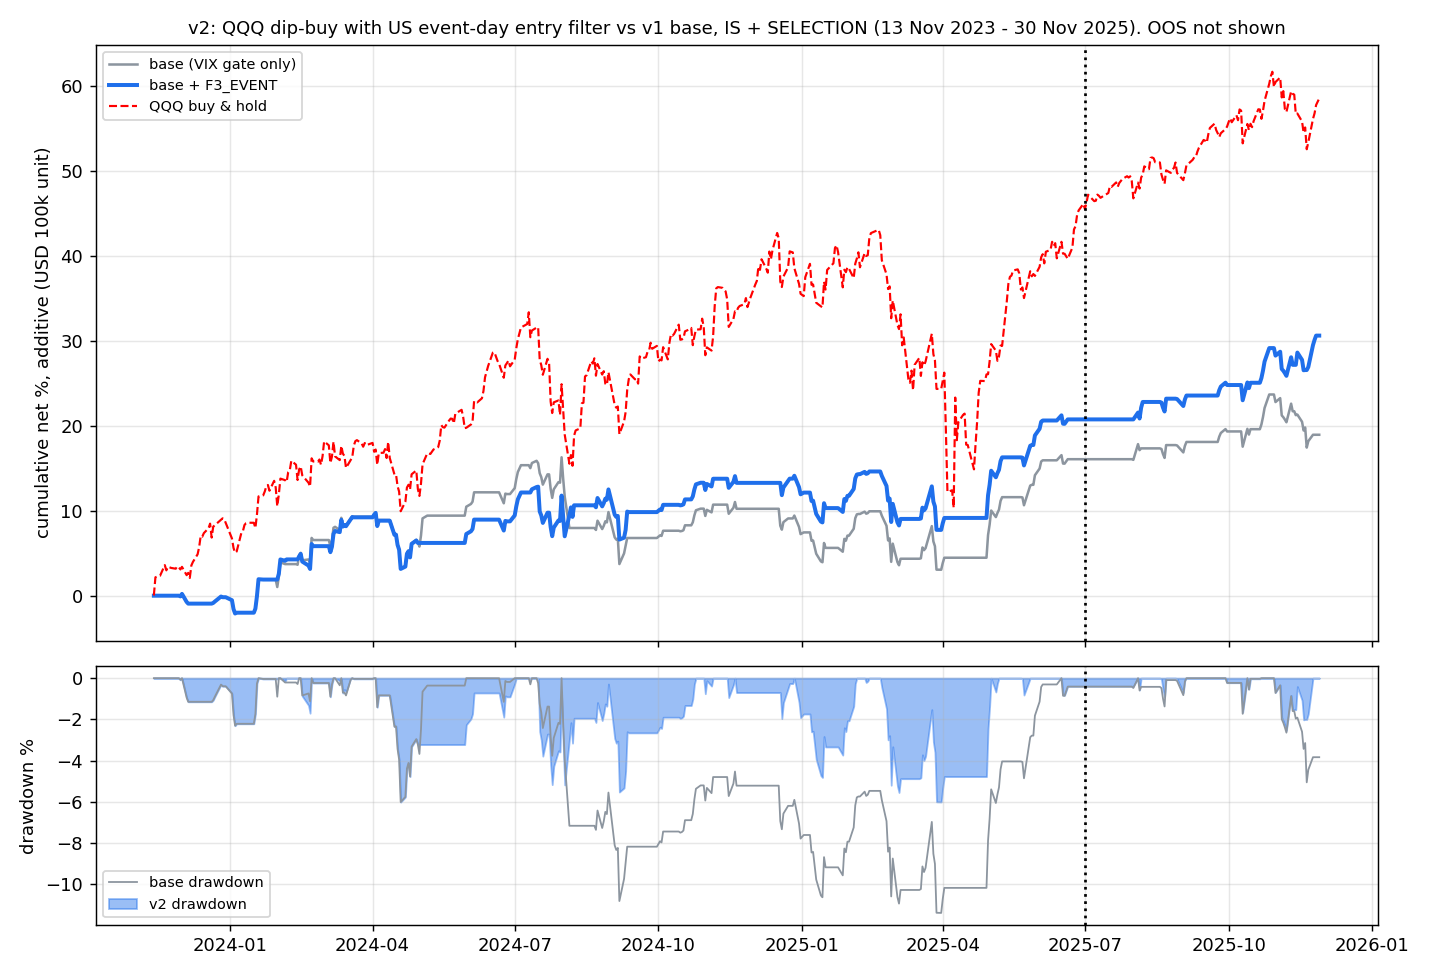 v2: QQQ dip-buy with US event-day entry filter vs v1 base, IS + SELECTION (13 Nov 2023 - 30 Nov 2025). OOS not shown
base (VIX gate only)
base + F3_EVENT
QQQ buy & hold
cumulative net %, additive (USD 100k unit)
60
50
40
30
20
10
0
drawdown %
0
−2
−4
−6
−8
−10
base drawdown
v2 drawdown
2024-01 2024-04 2024-07 2024-10 2025-01 2025-04 2025-07 2025-10 2026-01